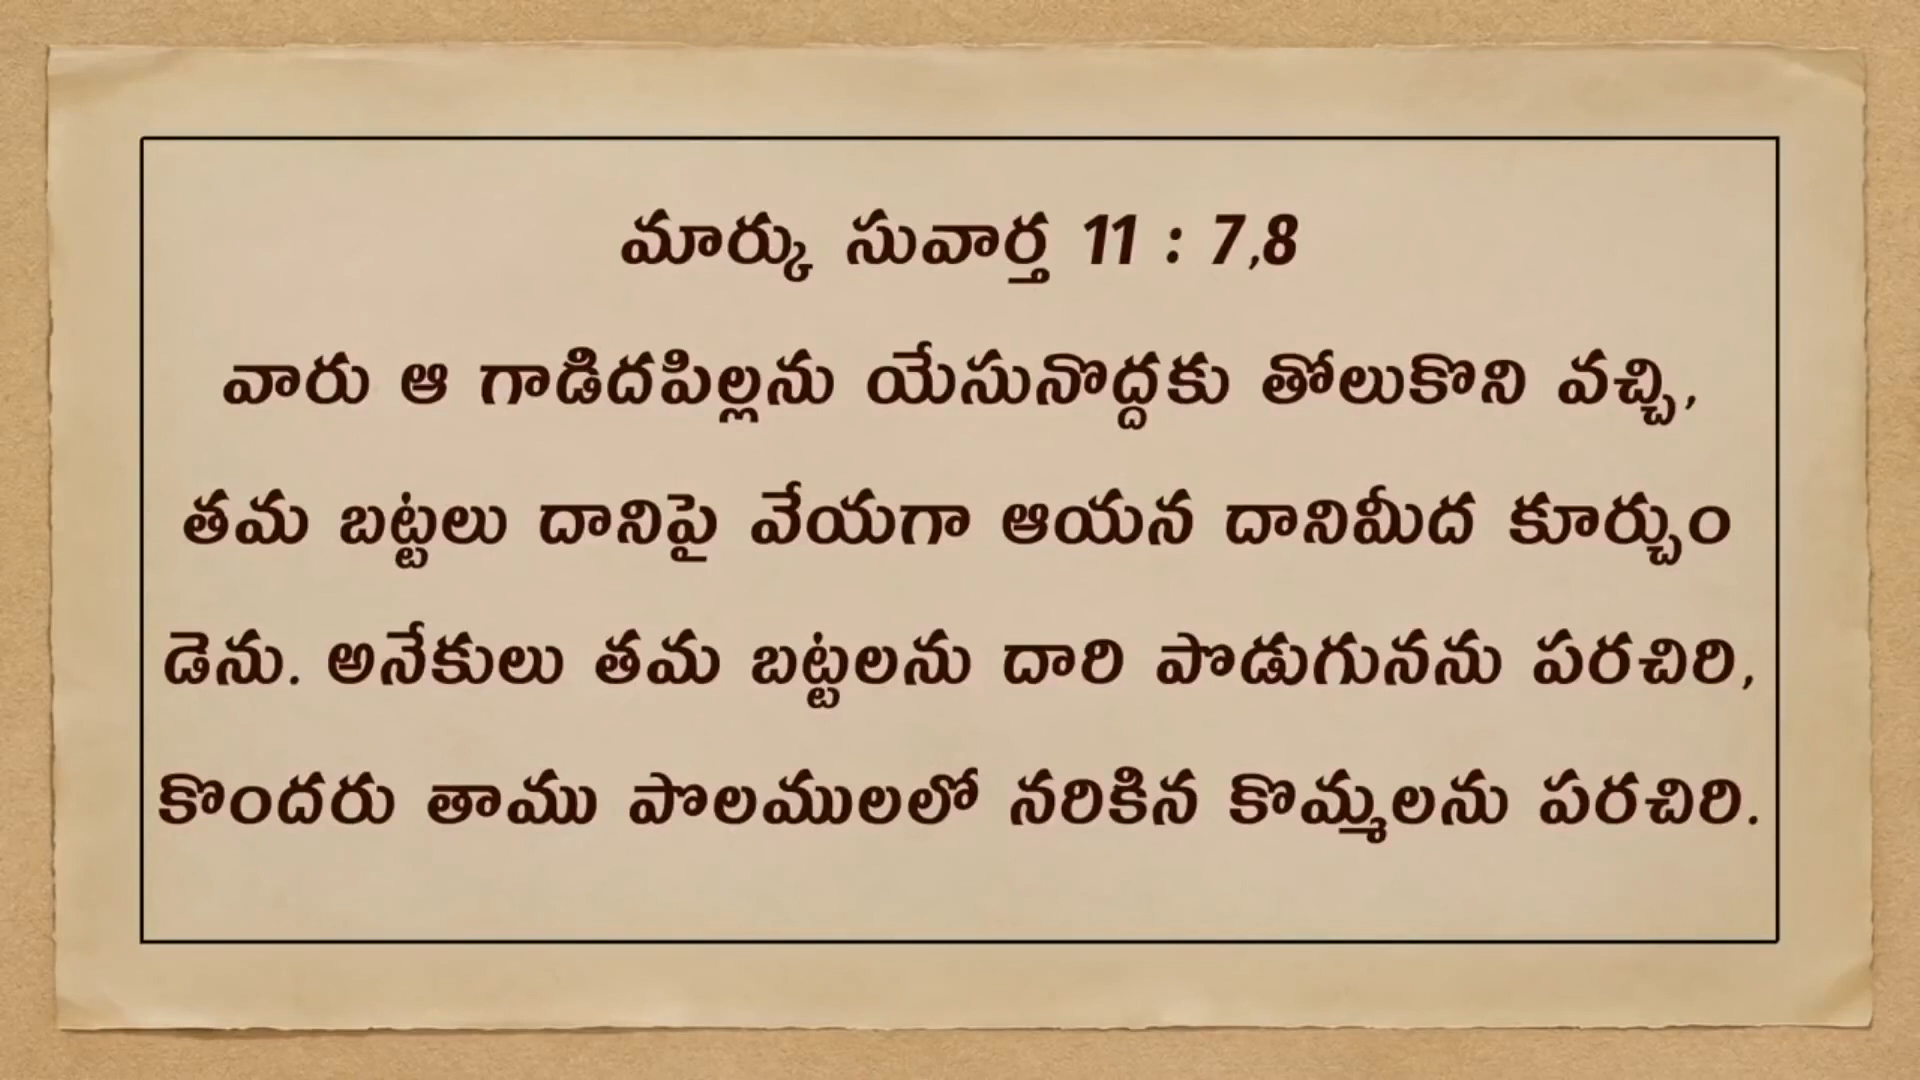 మార్కు సువార్త 11 : 7,8
వారు ఆ గాడిదపిల్లను యేసునొద్దకు తోలుకొని వచ్చి,
తమ బట్టలు దానిపై వేయగా ఆయన దానిమీద కూర్చుం
డెను. అనేకులు తమ బట్టలను దారి పొడుగునను పరచిరి,
కొందరు తాము పొలములలో నరికిన కొమ్మలను పరచిరి.